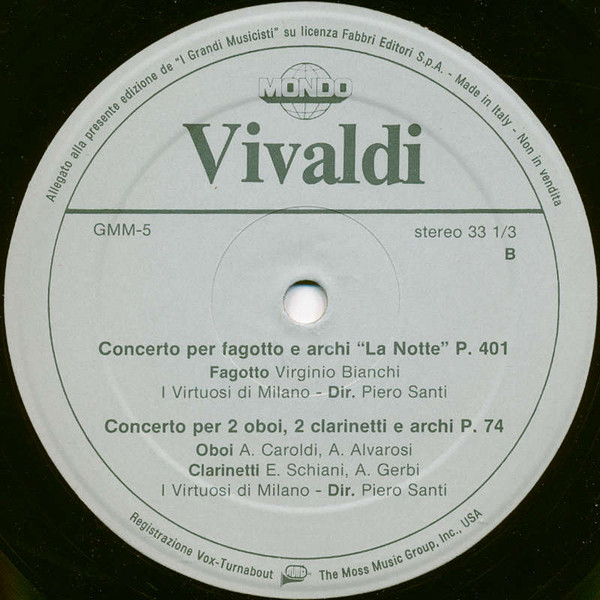 Allegato alla presente edizione de "I Grandi Musicisti" su licenza Fabbri Editori S.p.A. - Made in Italy - Non in vendita
MONDO
Vivaldi
GMM-5
stereo 33 1/3
B
Concerto per fagotto e archi "La Notte" P. 401
Fagotto Virginio Bianchi
I Virtuosi di Milano - Dir. Piero Santi
Concerto per 2 oboi, 2 clarinetti e archi P. 74
Oboi A. Caroldi, A. Alvarosi
Clarinetti E. Schiani, A. Gerbi
I Virtuosi di Milano - Dir. Piero Santi
Registrazione Vox-Turnabout The Moss Music Group, Inc., USA